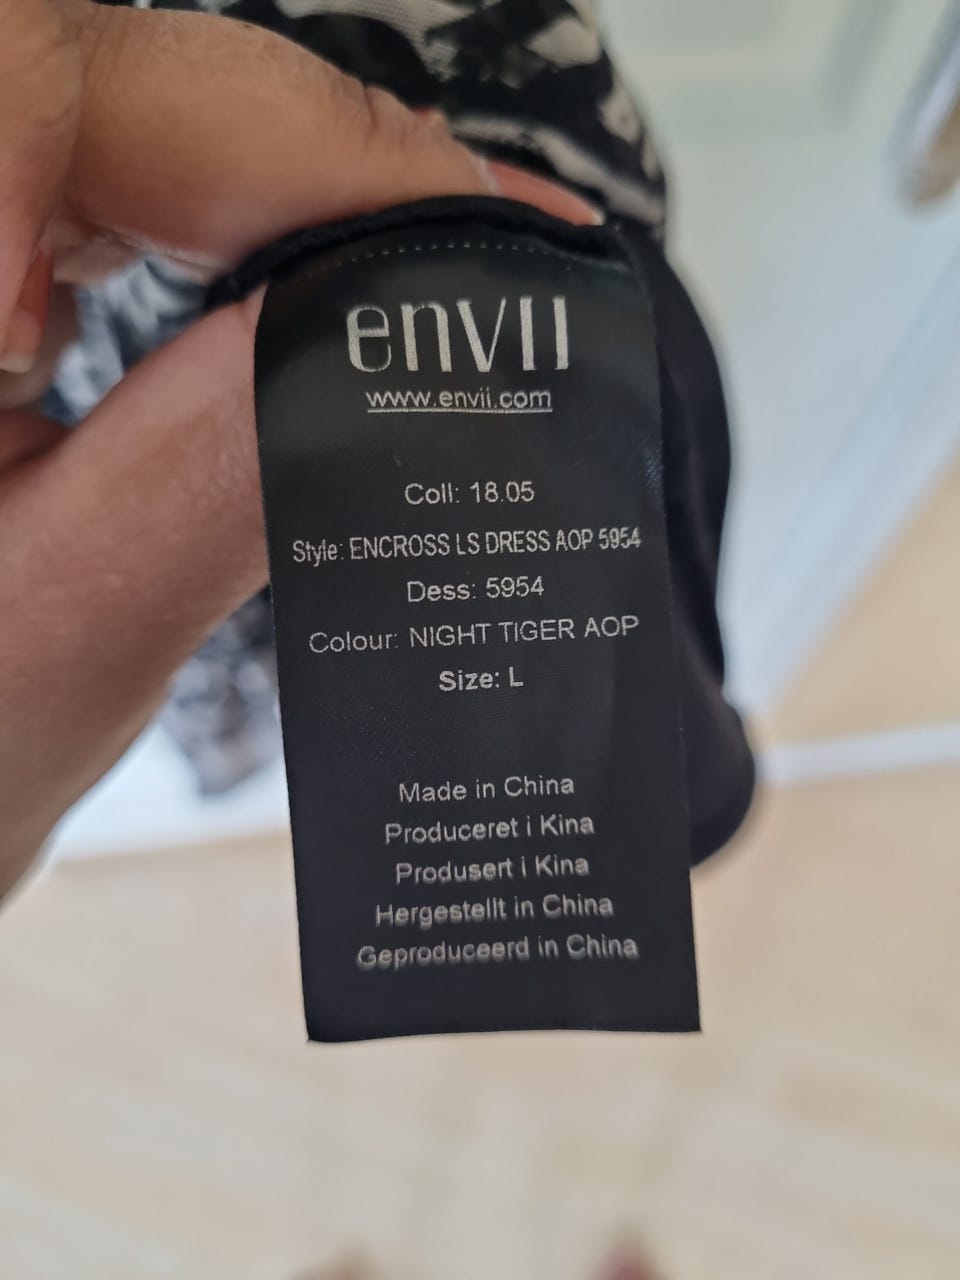 envii
www.envii.com
Coll: 18.05
Style: ENCROSS LS DRESS AOP 5954
Dess: 5954
Colour: NIGHT TIGER AOP
Size: L
Made in China
Produceret i Kina
Produsert i Kina
Hergestellt in China
Geproduceerd in China